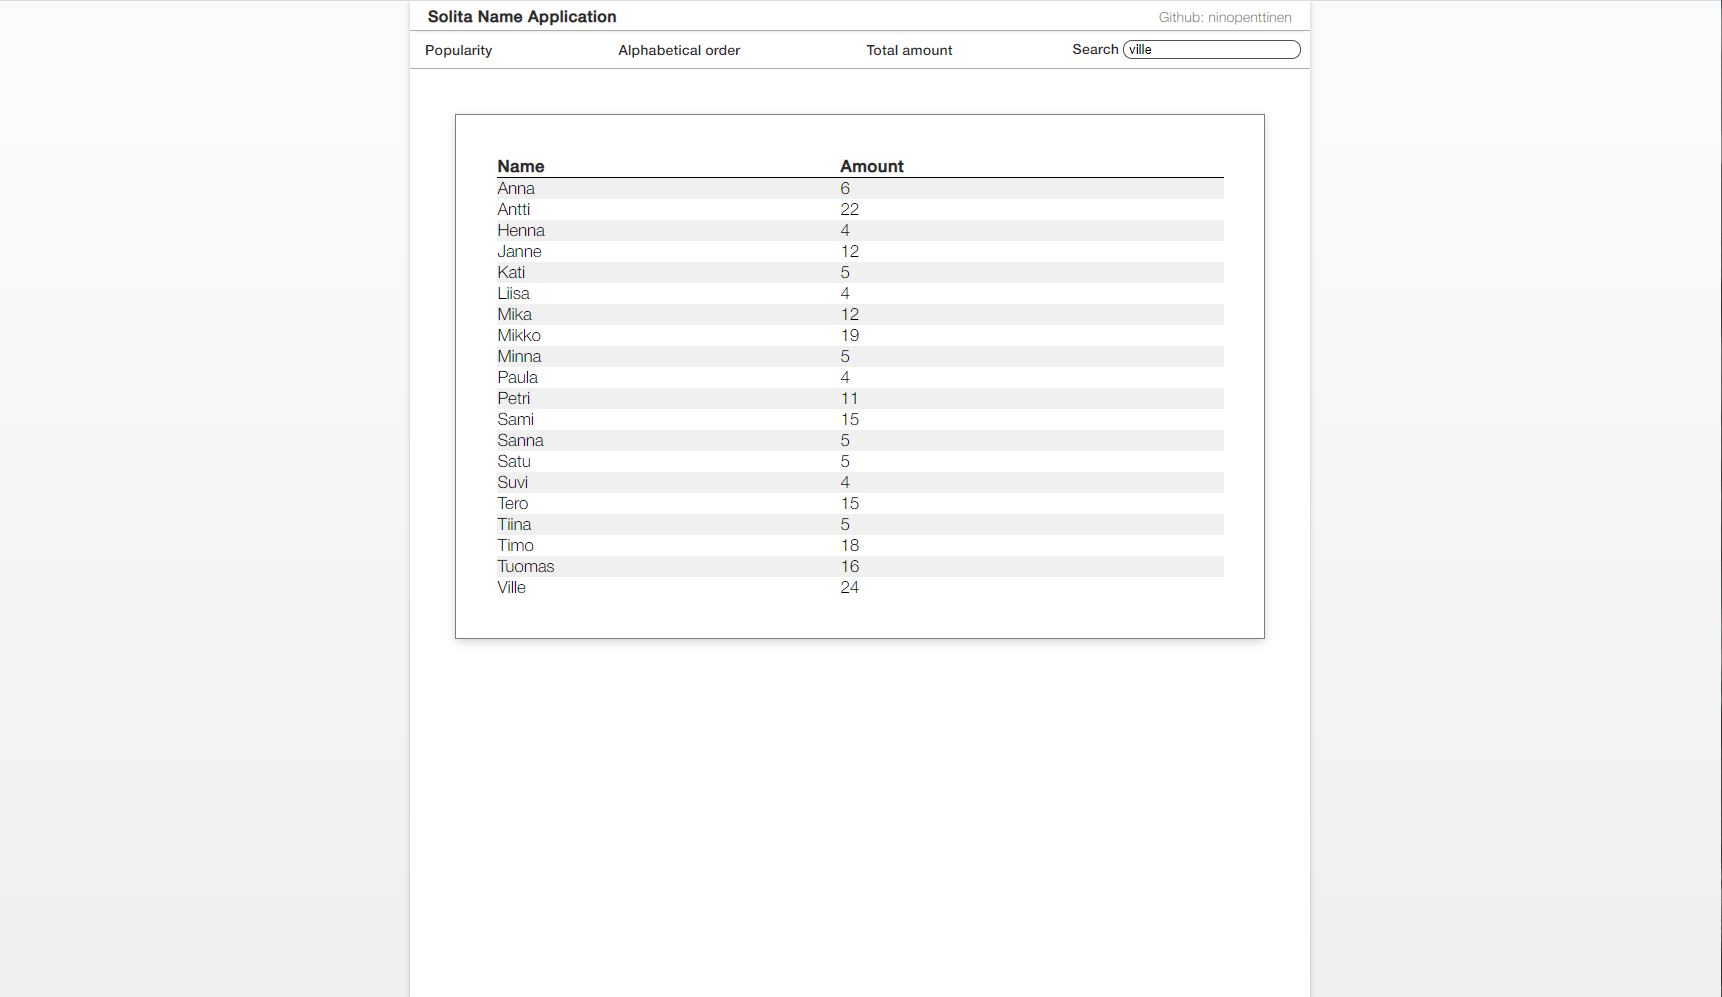 Solita Name Application Github: ninopenttinen
Popularity Alphabetical order Total amount Search ville
Name Amount
Anna 6
Antti 22
Henna 4
Janne 12
Kati 5
Liisa 4
Mika 12
Mikko 19
Minna 5
Paula 4
Petri 11
Sami 15
Sanna 5
Satu 5
Suvi 4
Tero 15
Tiina 5
Timo 18
Tuomas 16
Ville 24